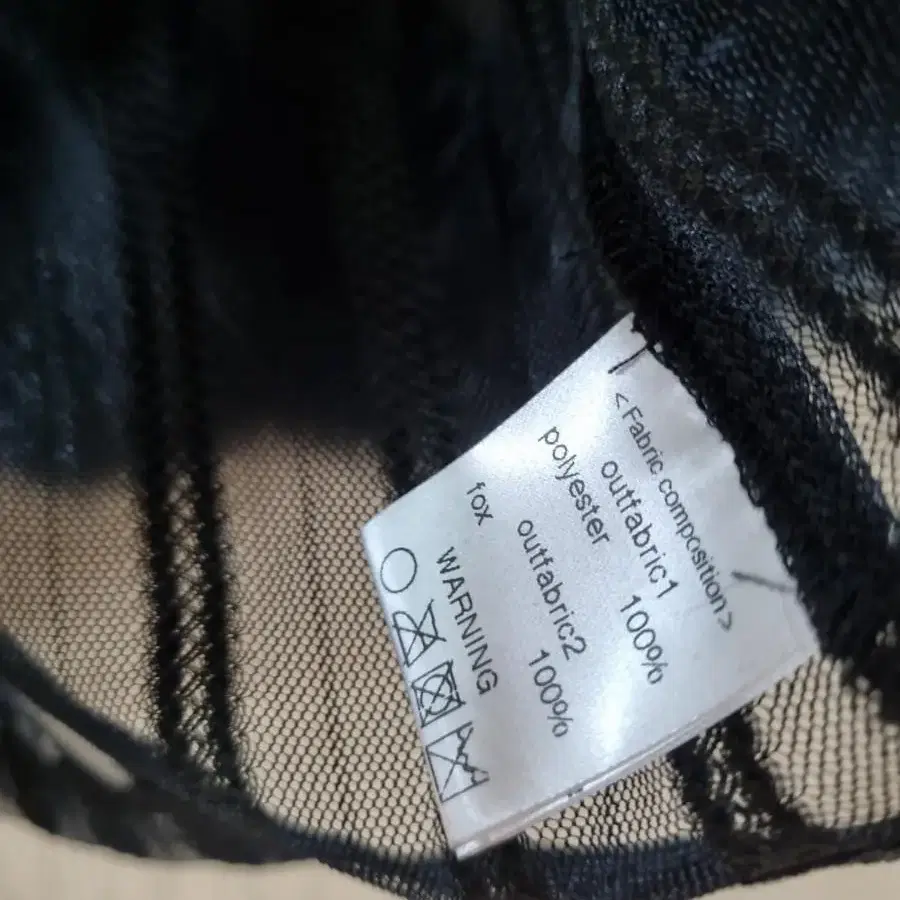 <Fabric composition>
outfabric1
polyester 100%
outfabric2
fox 100%
WARNING